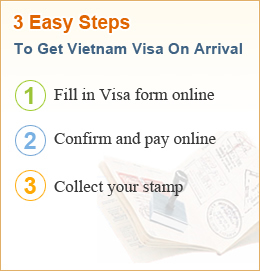 3 Easy Steps
To Get Vietnam Visa On Arrival
1 Fill in Visa form online
2 Confirm and pay online
3 Collect your stamp